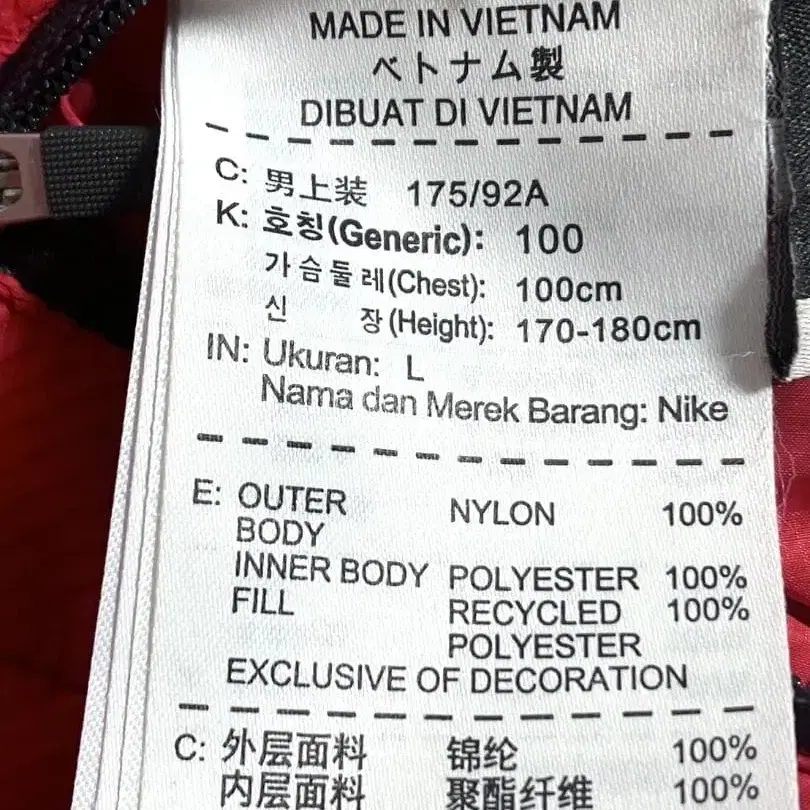 MADE IN VIETNAM
ベトナム製
DIBUAT DI VIETNAM
C: 男上装 175/92A
K: 호칭(Generic): 100
가슴둘레(Chest): 100cm
신 장(Height): 170-180cm
IN: Ukuran: L
Nama dan Merek Barang: Nike
E: OUTER BODY NYLON 100%
INNER BODY POLYESTER 100%
FILL RECYCLED POLYESTER 100%
EXCLUSIVE OF DECORATION
C: 外层面料 锦纶 100%
内层面料 聚酯纤维 100%